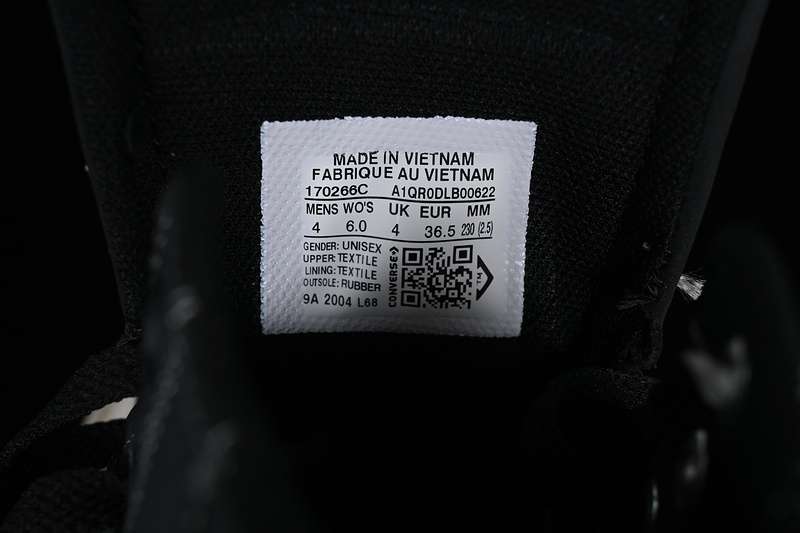 MADE IN VIETNAM
FABRIQUE AU VIETNAM
170266C A1QR0DLB00622
MENS WO'S UK EUR MM
4 6.0 4 36.5 230 (2.5)
GENDER: UNISEX
UPPER: TEXTILE
LINING: TEXTILE
OUTSOLE: RUBBER
9A 2004 L68
CONVERSE
TM